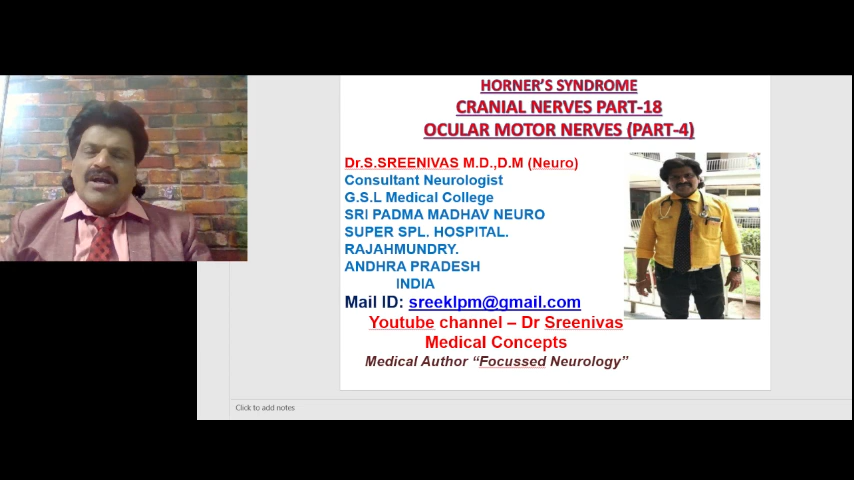 HORNER'S SYNDROME
CRANIAL NERVES PART-18
OCULAR MOTOR NERVES (PART-4)
Dr.S.SREENIVAS M.D.,D.M (Neuro)
Consultant Neurologist
G.S.L Medical College
SRI PADMA MADHAV NEURO
SUPER SPL. HOSPITAL.
RAJAHMUNDRY.
ANDHRA PRADESH
INDIA
Mail ID: sreeklpm@gmail.com
Youtube channel – Dr Sreenivas
Medical Concepts
Medical Author “Focussed Neurology”
Click to add notes